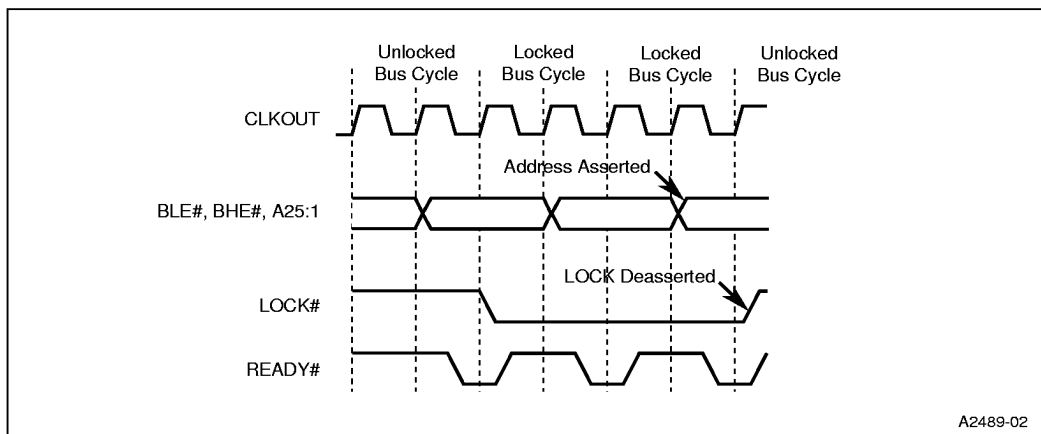 Unlocked
Bus Cycle
Locked
Bus Cycle
Locked
Bus Cycle
Unlocked
Bus Cycle
CLKOUT
Address Asserted
BLE#, BHE#, A25:1
LOCK Deasserted
LOCK#
READY#
A2489-02